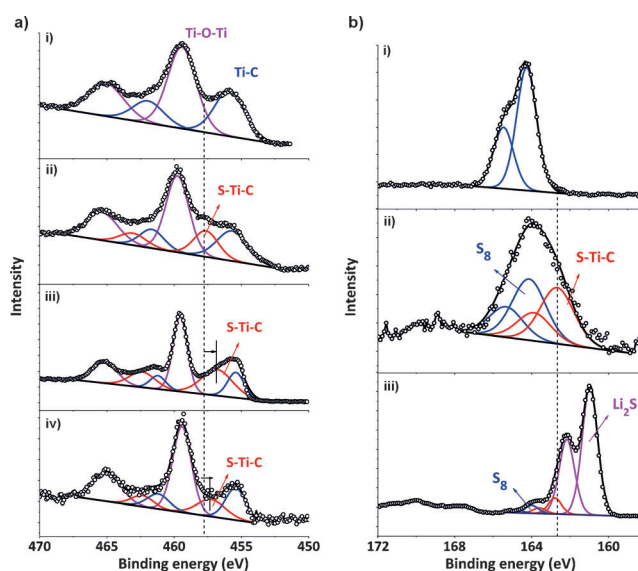 a)
b)
i)
Ti-O-Ti
Ti-C
ii)
S-Ti-C
iii)
S-Ti-C
iv)
S-Ti-C
Intensity
470 465 460 455 450
Binding energy (eV)
i)
ii)
S8
S-Ti-C
iii)
Li2S
S8
Intensity
172 168 164 160
Binding energy (eV)